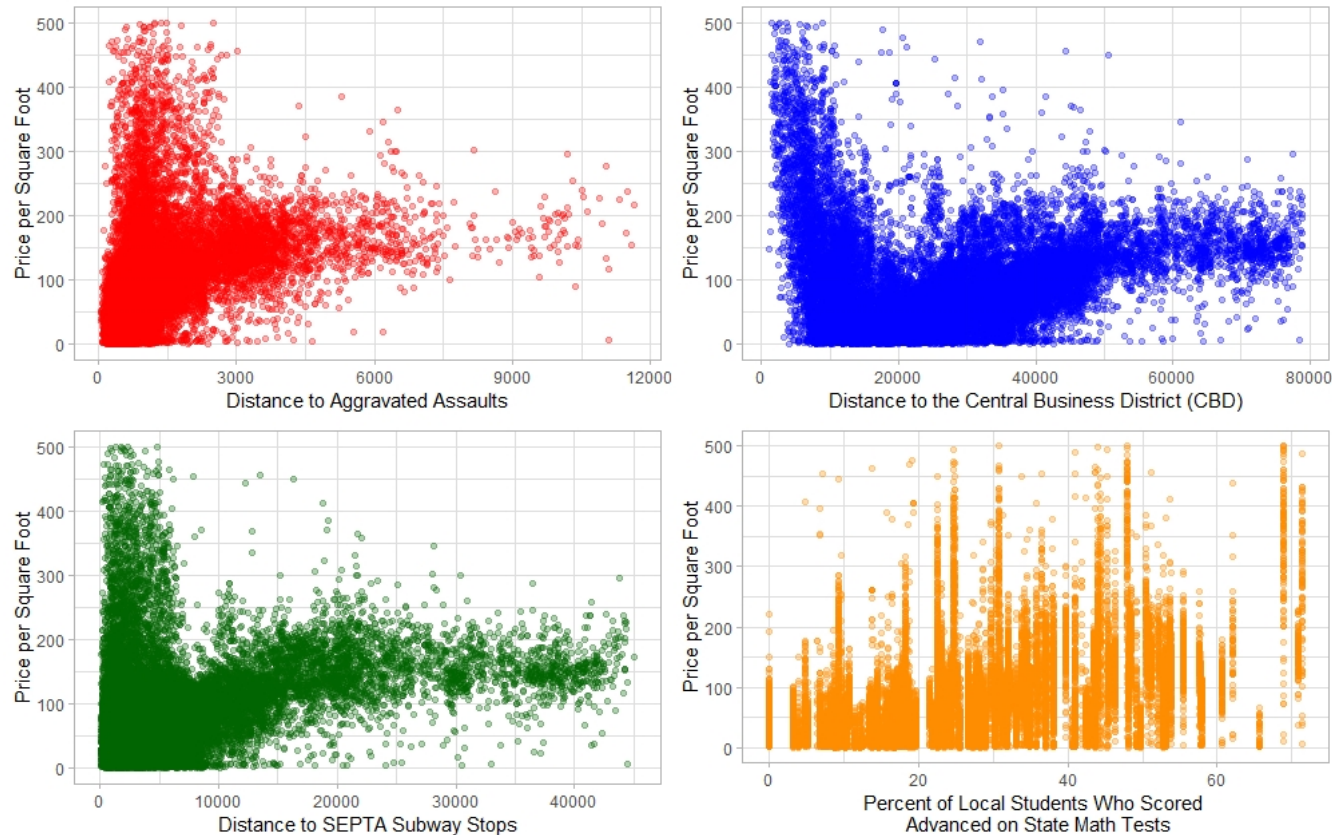 500
400
300
200
100
0
Price per Square Foot
0 3000 6000 9000 12000
Distance to Aggravated Assaults
500
400
300
200
100
0
Price per Square Foot
0 20000 40000 60000 80000
Distance to the Central Business District (CBD)
500
400
300
200
100
0
Price per Square Foot
0 10000 20000 30000 40000
Distance to SEPTA Subway Stops
500
400
300
200
100
0
Price per Square Foot
0 20 40 60
Percent of Local Students Who Scored
Advanced on State Math Tests